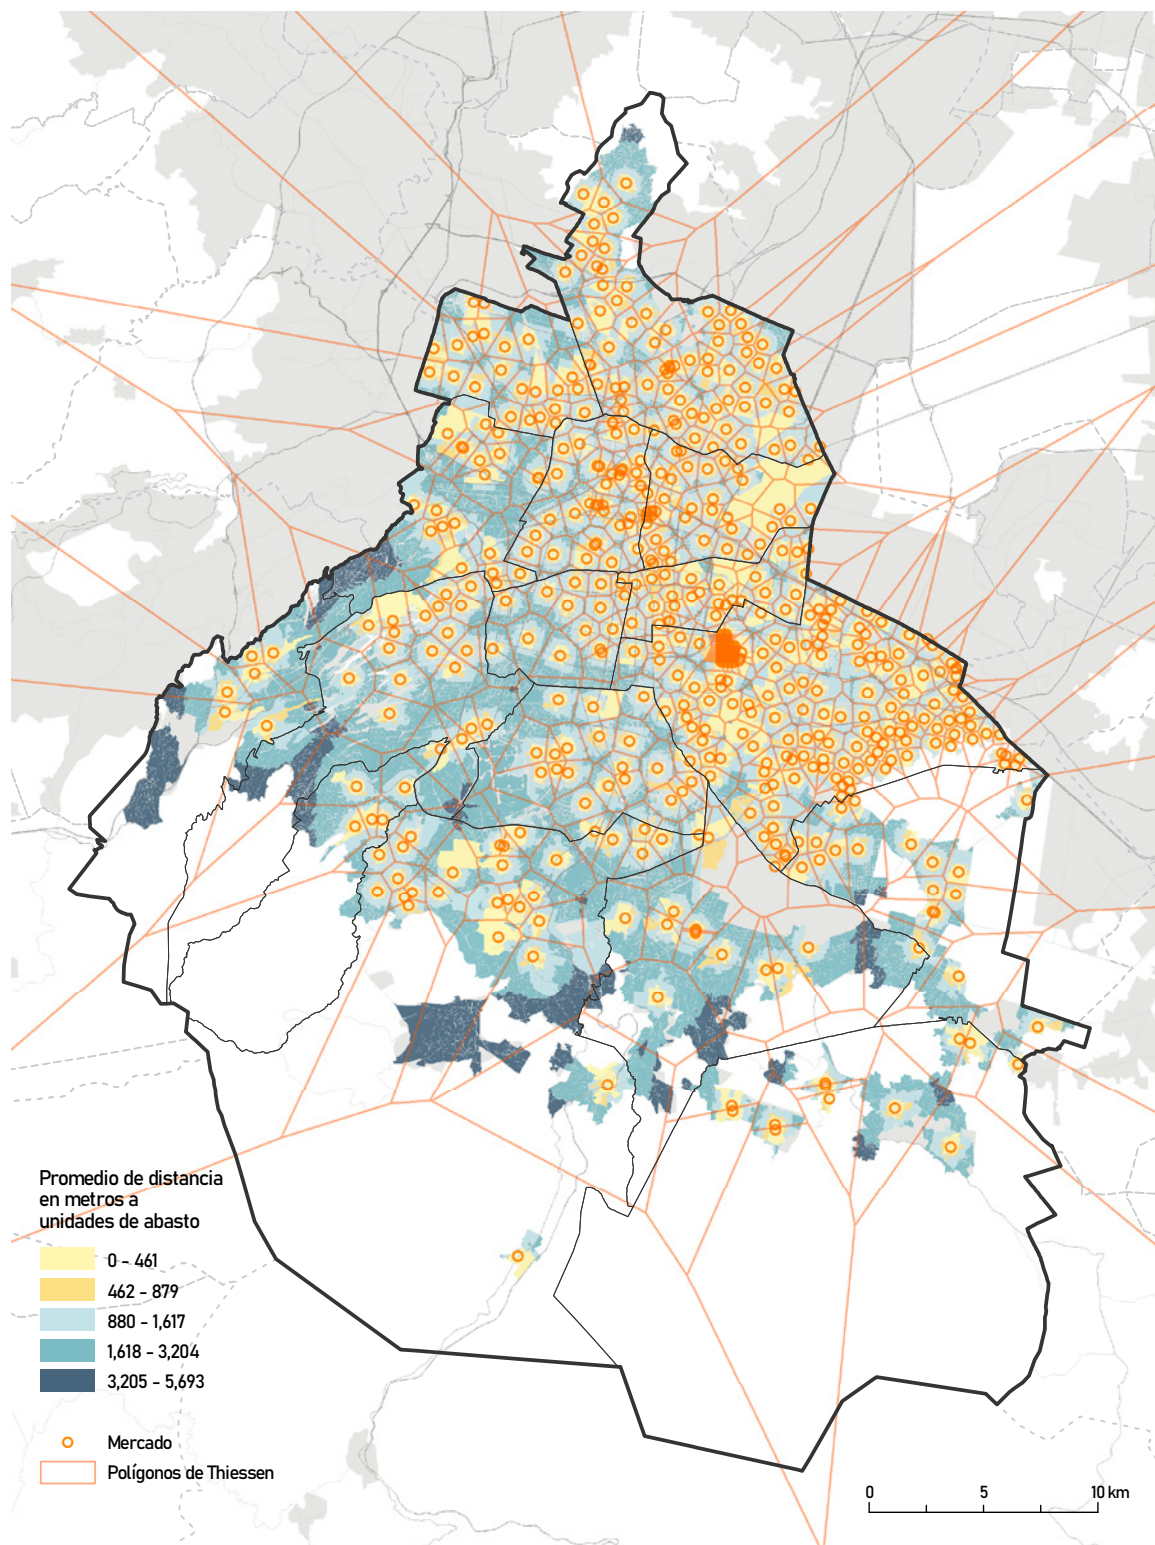 Promedio de distancia
en metros a
unidades de abasto
0 - 461
462 - 879
880 - 1,617
1,618 - 3,204
3,205 - 5,693
Mercado
Polígonos de Thiessen
0 5 10 km